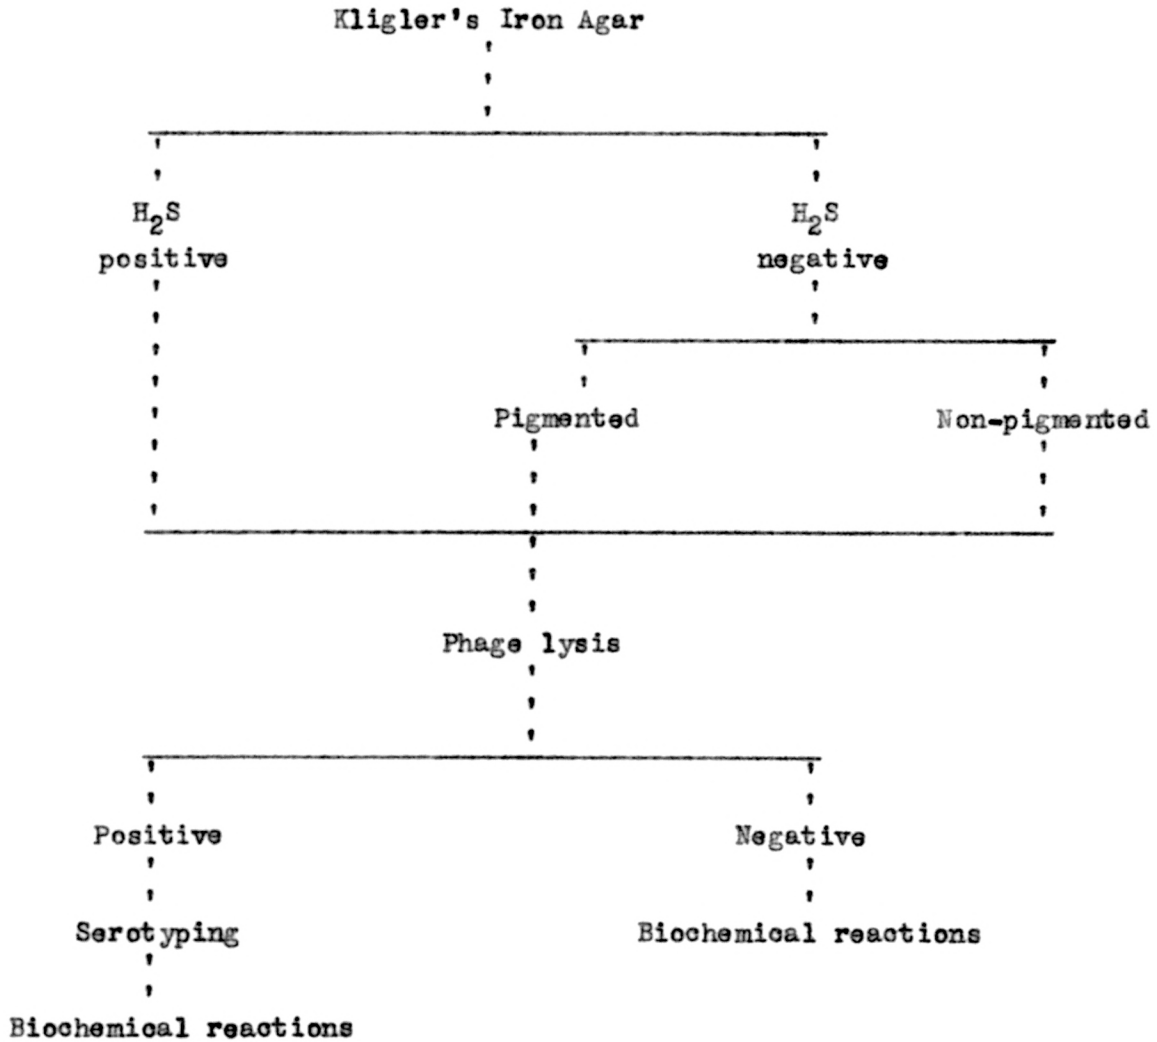 Kligler's Iron Agar
H₂S H₂S
positive negative
Pigmented Non-pigmented
Phage lysis
Positive Negative
Serotyping Biochemical reactions
Biochemical reactions